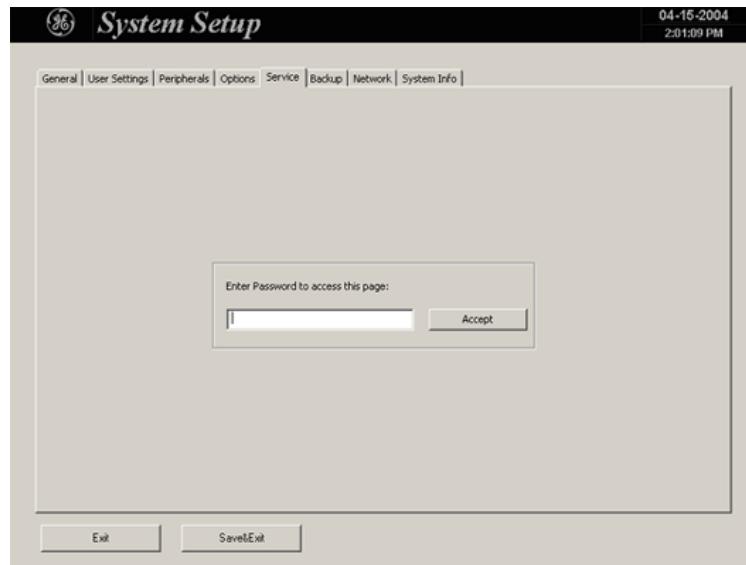 System Setup
04-15-2004
2:01:09 PM
General User Settings Peripherals Options Service Backup Network System Info
Enter Password to access this page:
Accept
Exit Save&Exit